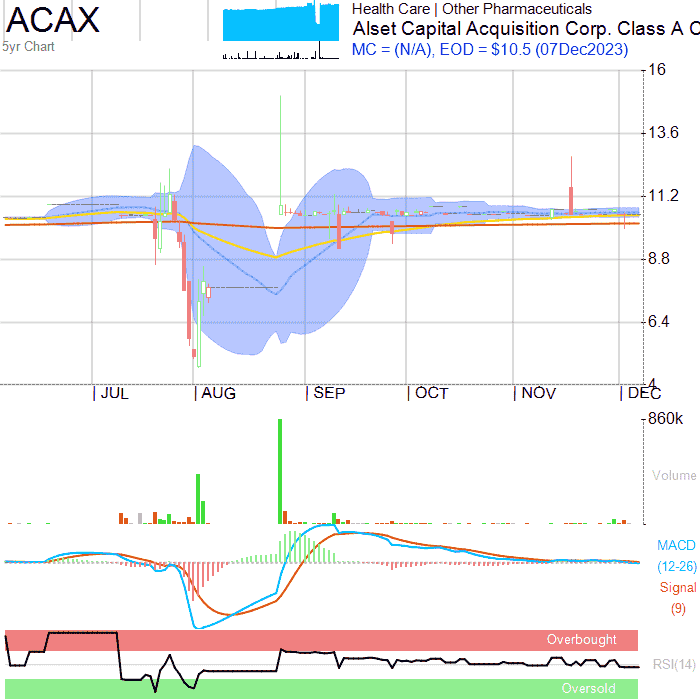 ACAX
5yr Chart
Health Care | Other Pharmaceuticals
Alset Capital Acquisition Corp. Class A C
MC = (N/A), EOD = $10.5 (07Dec2023)
16
13.6
11.2
8.8
6.4
4
JUL AUG SEP OCT NOV DEC
860k
Volume
MACD
(12-26)
Signal
(9)
Overbought
RSI(14)
Oversold